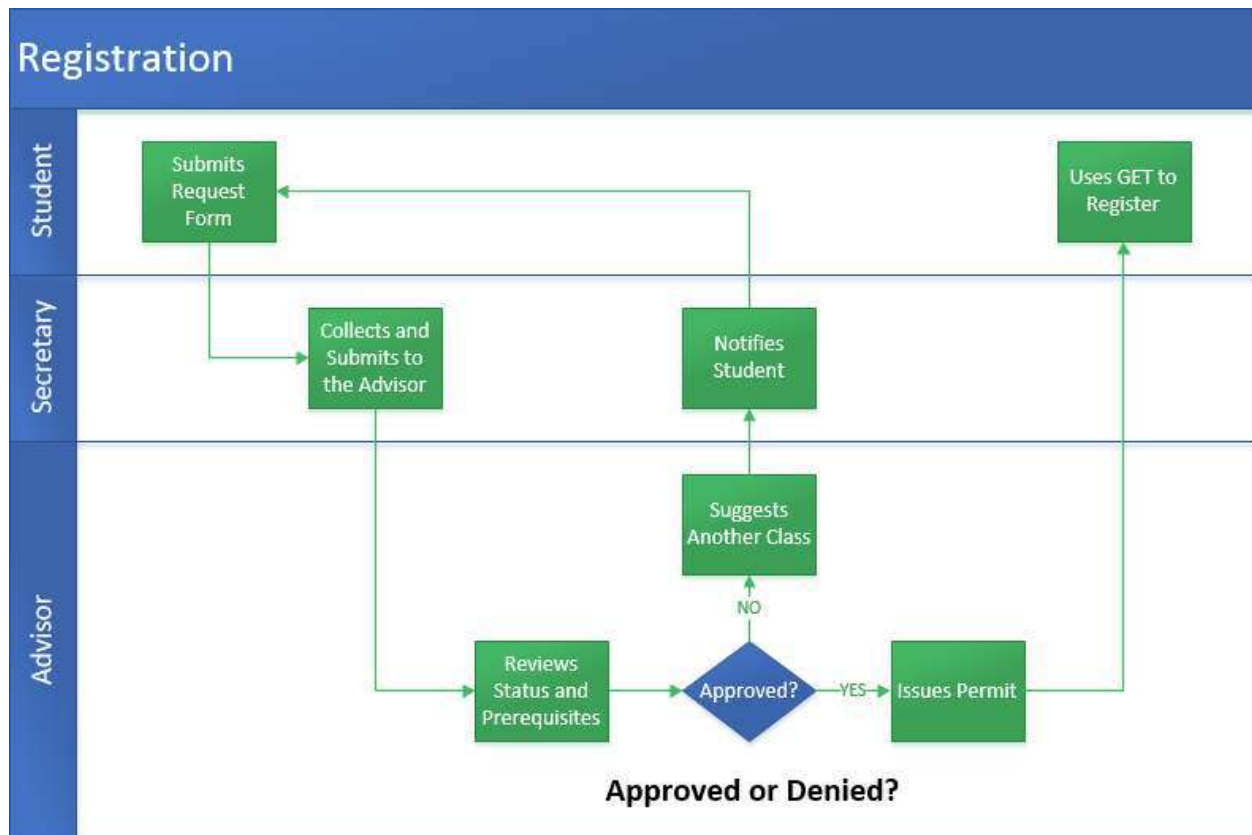 Registration
Student
Submits
Request
Form
Uses GET to
Register
Secretary
Collects and
Submits to
the Advisor
Notifies
Student
Advisor
Suggests
Another Class
NO
Reviews
Status and
Prerequisites
Approved?
YES
Issues Permit
Approved or Denied?